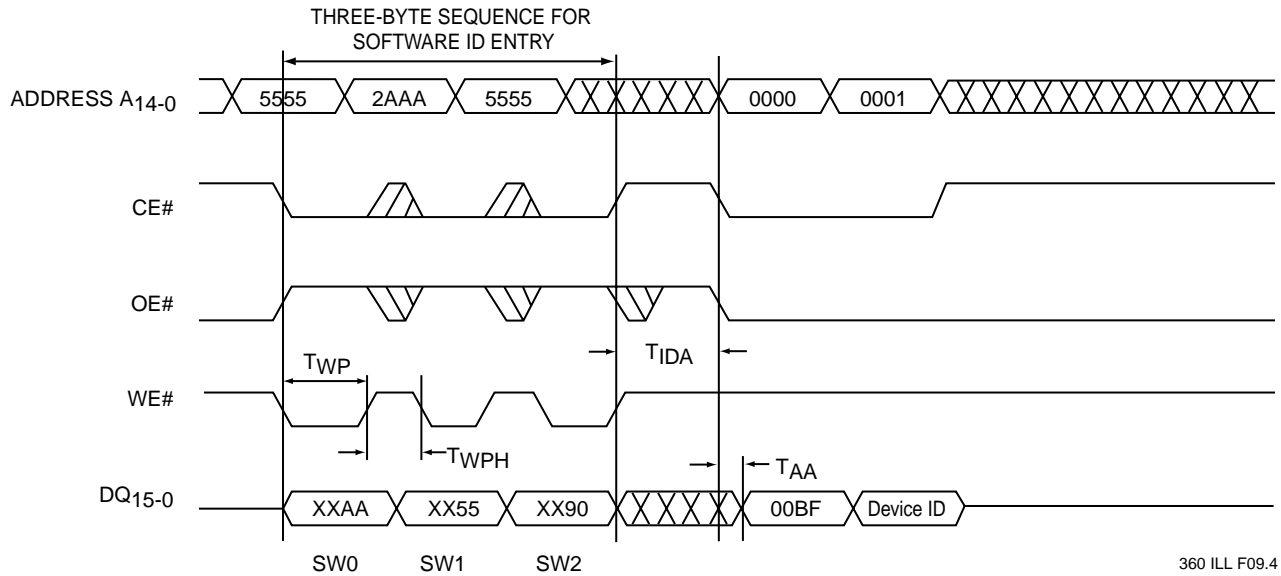 THREE-BYTE SEQUENCE FOR
SOFTWARE ID ENTRY
ADDRESS A14-0
5555
2AAA
5555
0000
0001
CE#
OE#
TIDA
TWP
WE#
TWPH
TAA
DQ15-0
XXAA
XX55
XX90
00BF
Device ID
SW0
SW1
SW2
360 ILL F09.4